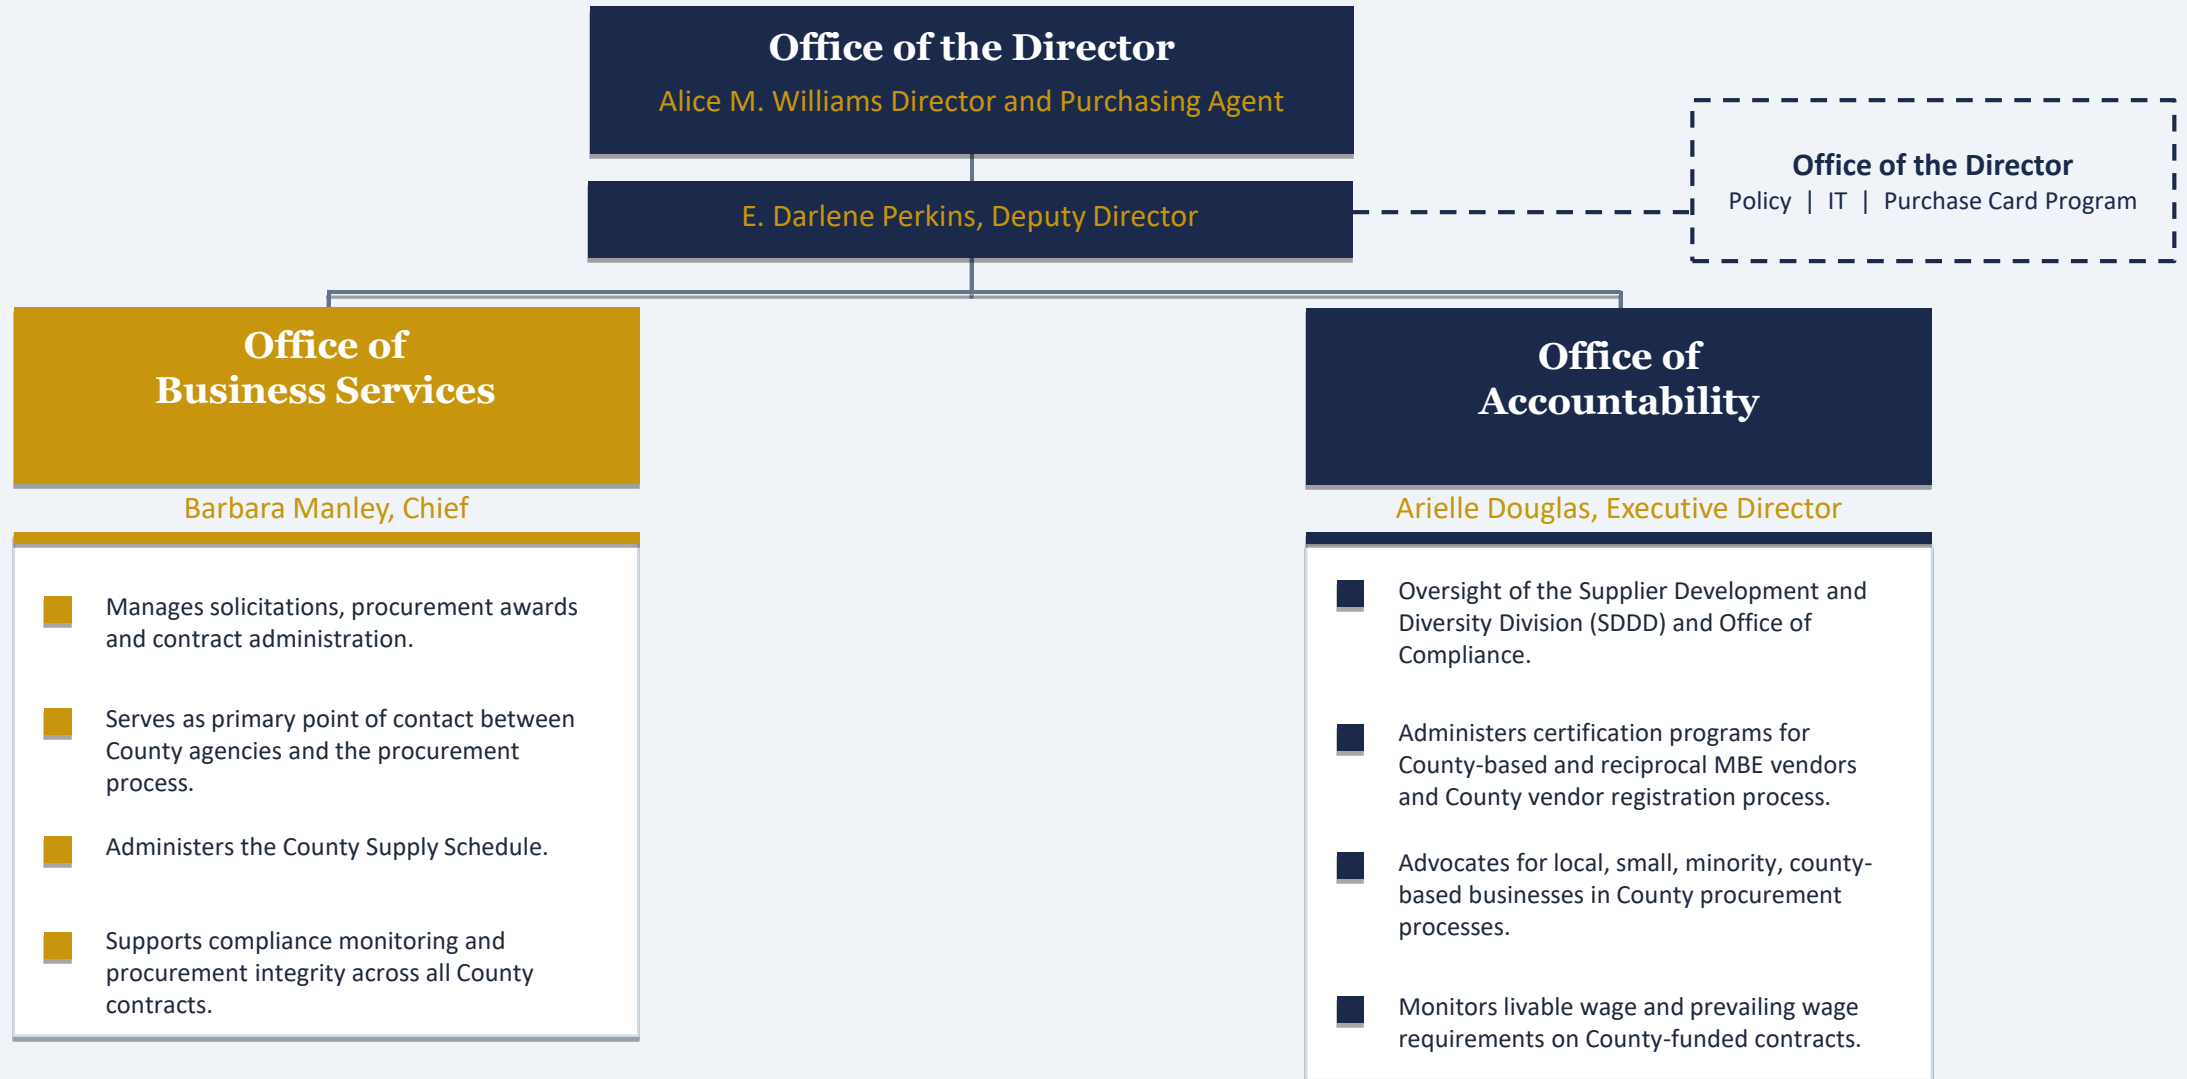 Office of the Director
Alice M. Williams Director and Purchasing Agent
E. Darlene Perkins, Deputy Director
Office of the Director
Policy | IT | Purchase Card Program
Office of
Business Services
Barbara Manley, Chief
Manages solicitations, procurement awards
and contract administration.
Serves as primary point of contact between
County agencies and the procurement
process.
Administers the County Supply Schedule.
Supports compliance monitoring and
procurement integrity across all County
contracts.
Office of
Accountability
Arielle Douglas, Executive Director
Oversight of the Supplier Development and
Diversity Division (SDDD) and Office of
Compliance.
Administers certification programs for
County-based and reciprocal MBE vendors
and County vendor registration process.
Advocates for local, small, minority, county-
based businesses in County procurement
processes.
Monitors livable wage and prevailing wage
requirements on County-funded contracts.